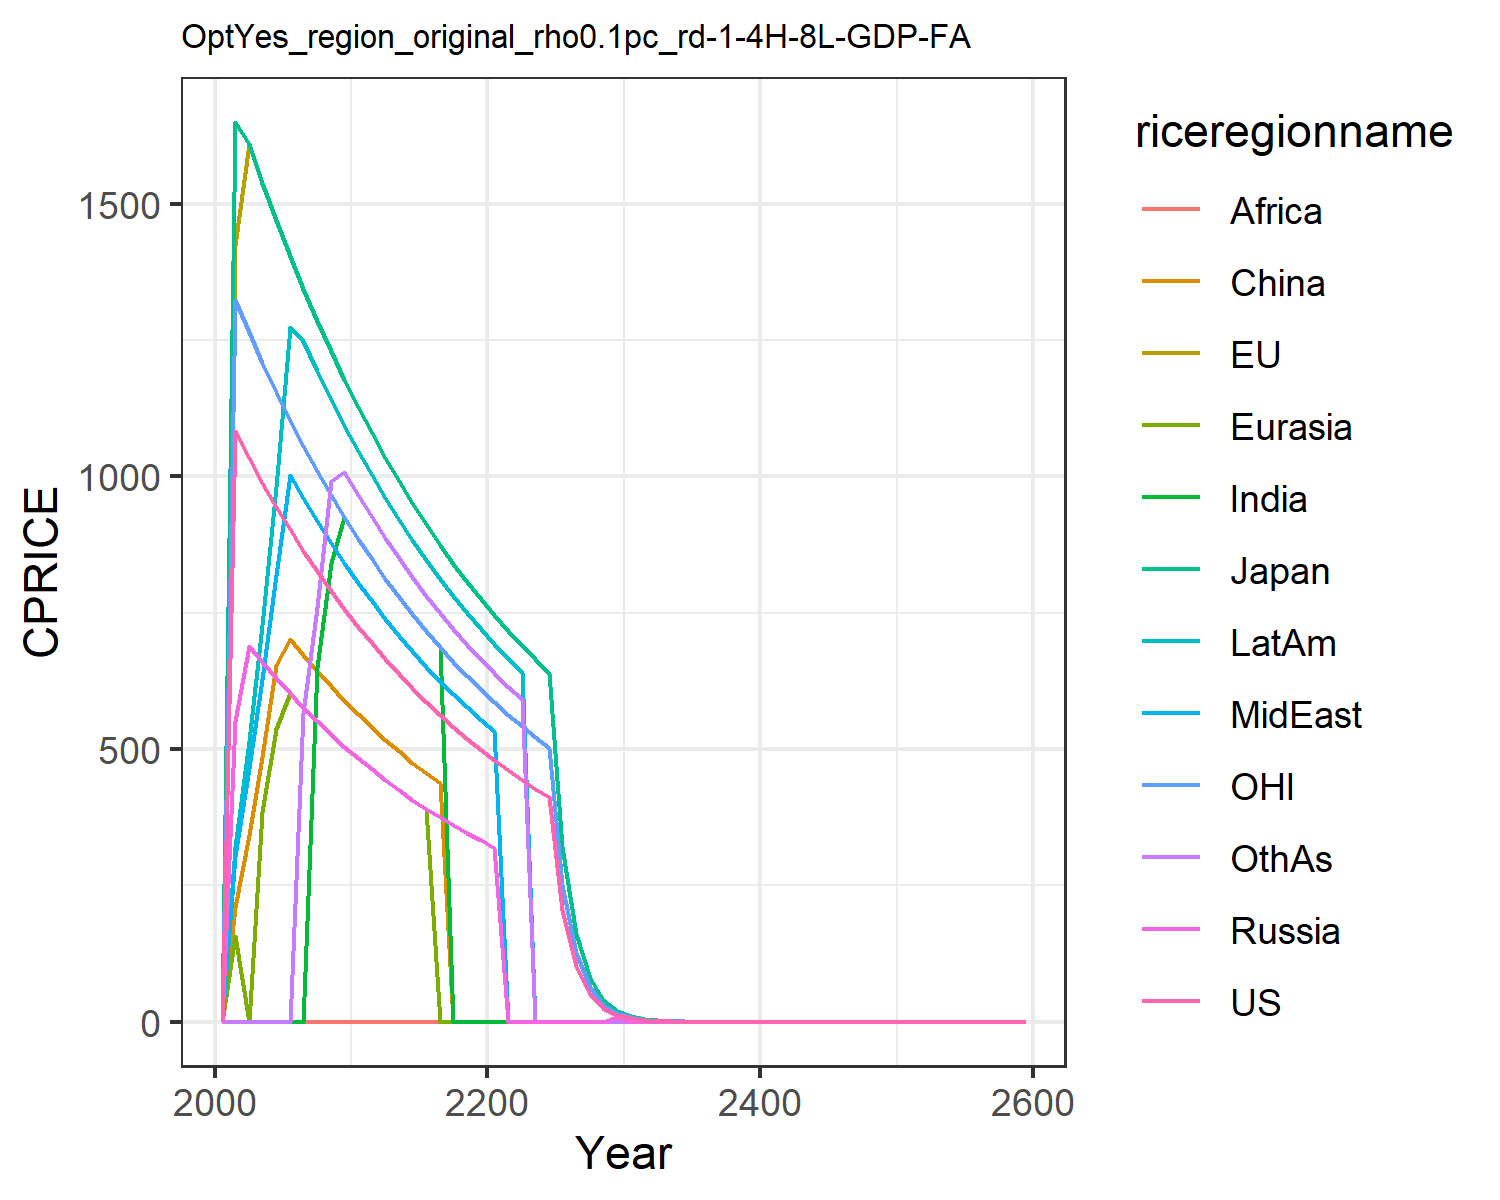 OptYes_region_original_rho0.1pc_rd-1-4H-8L-GDP-FA
CPRICE
1500
1000
500
0
2000
2200
2400
2600
Year
riceregionname
Africa
China
EU
Eurasia
India
Japan
LatAm
MidEast
OHI
OthAs
Russia
US